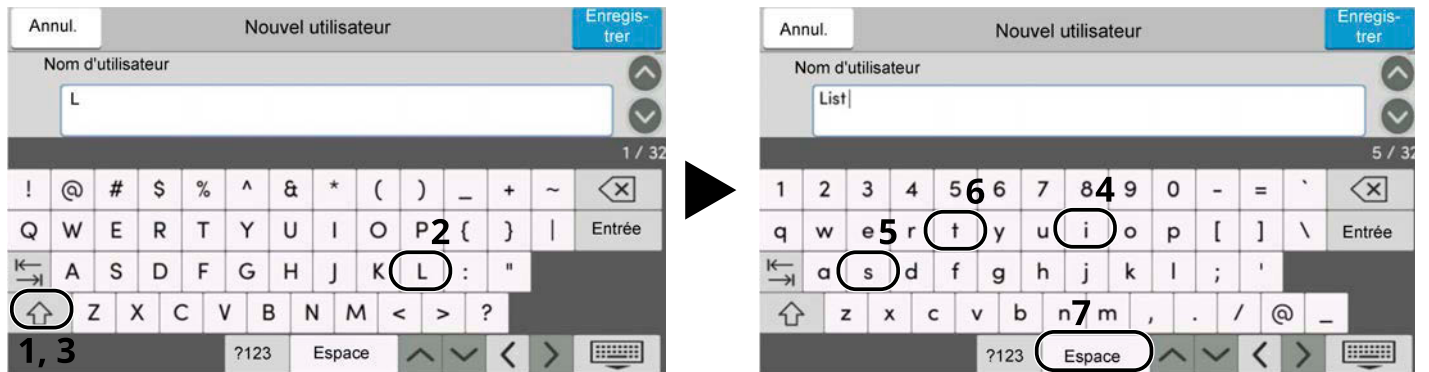 Annul.
Nouvel utilisateur
Enregis-
trer
Nom d'utilisateur
L
1 / 32
! @ # $ % ^ & * ( ) _ + ~
Q W E R T Y U I O P { } |
Entrée
A S D F G H J K L : "
Z X C V B N M < > ?
?123
Espace
2
1, 3
Annul.
Nouvel utilisateur
Enregis-
trer
Nom d'utilisateur
List
5 / 32
1 2 3 4 5 6 7 8 9 0 - = `
q w e r t y u i o p [ ] \
Entrée
a s d f g h j k l ; '
z x c v b n m , . / @ _
?123
Espace
6
4
5
7